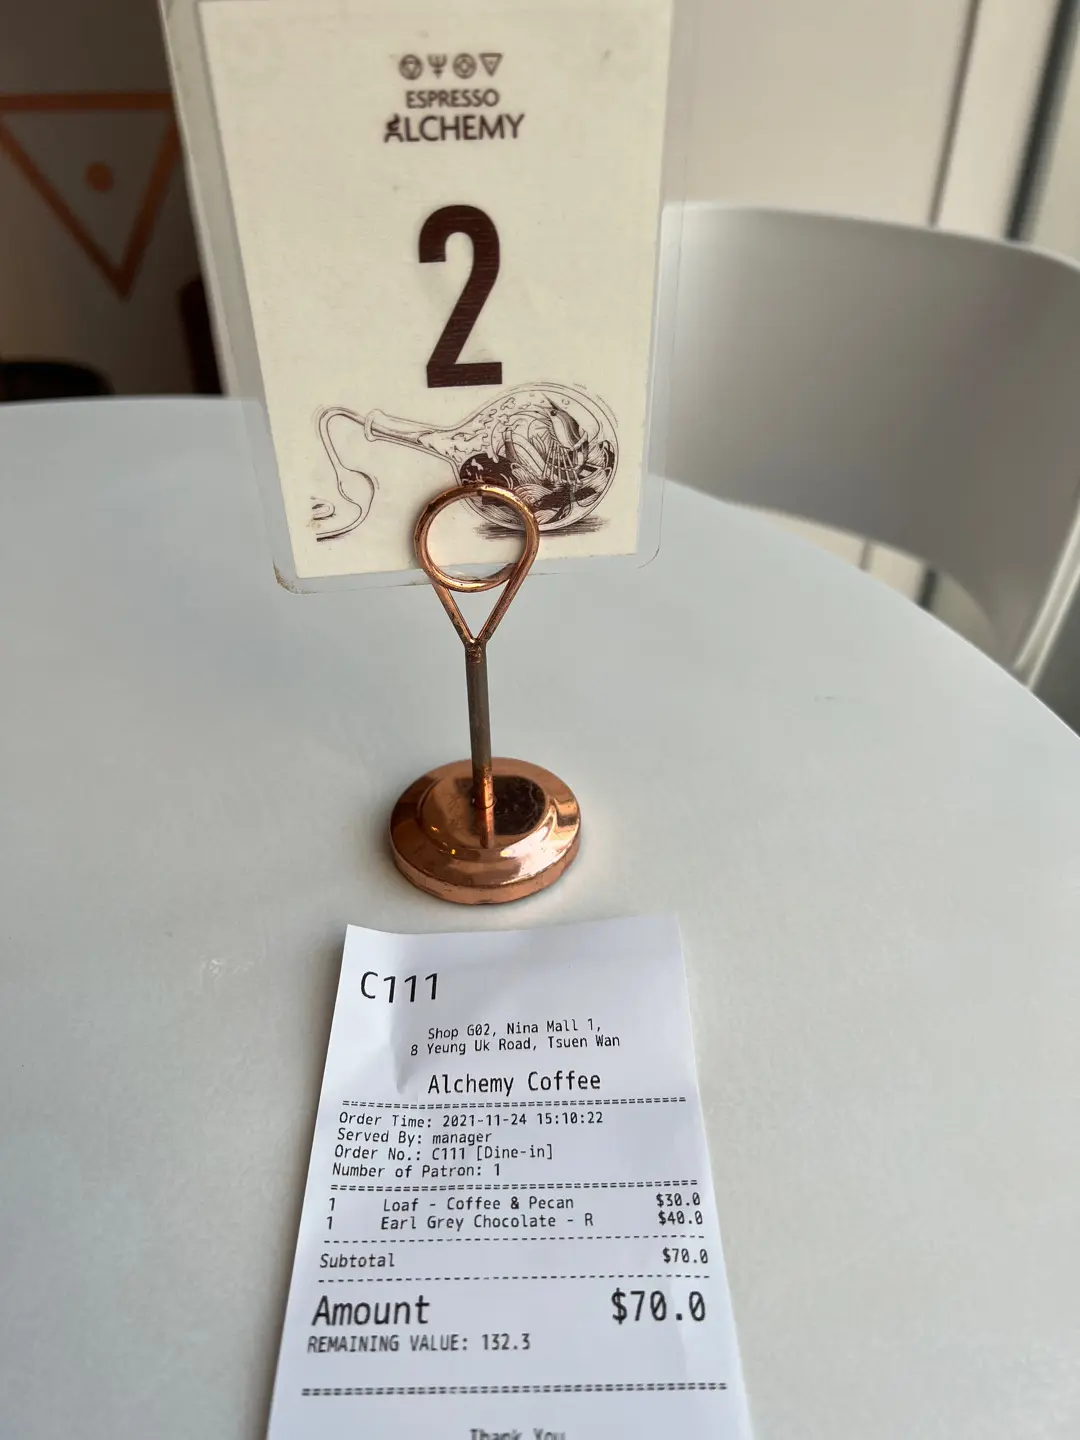 ESPRESSO
ALCHEMY
2
C111
Shop G02, Nina Mall 1,
8 Yeung Uk Road, Tsuen Wan
Alchemy Coffee
Order Time: 2021-11-24 15:10:22
Served By: manager
Order No.: C111 [Dine-in]
Number of Patron: 1
1 Loaf - Coffee & Pecan $30.0
1 Earl Grey Chocolate - R $40.0
Subtotal $70.0
Amount $70.0
REMAINING VALUE: 132.3
Thank You